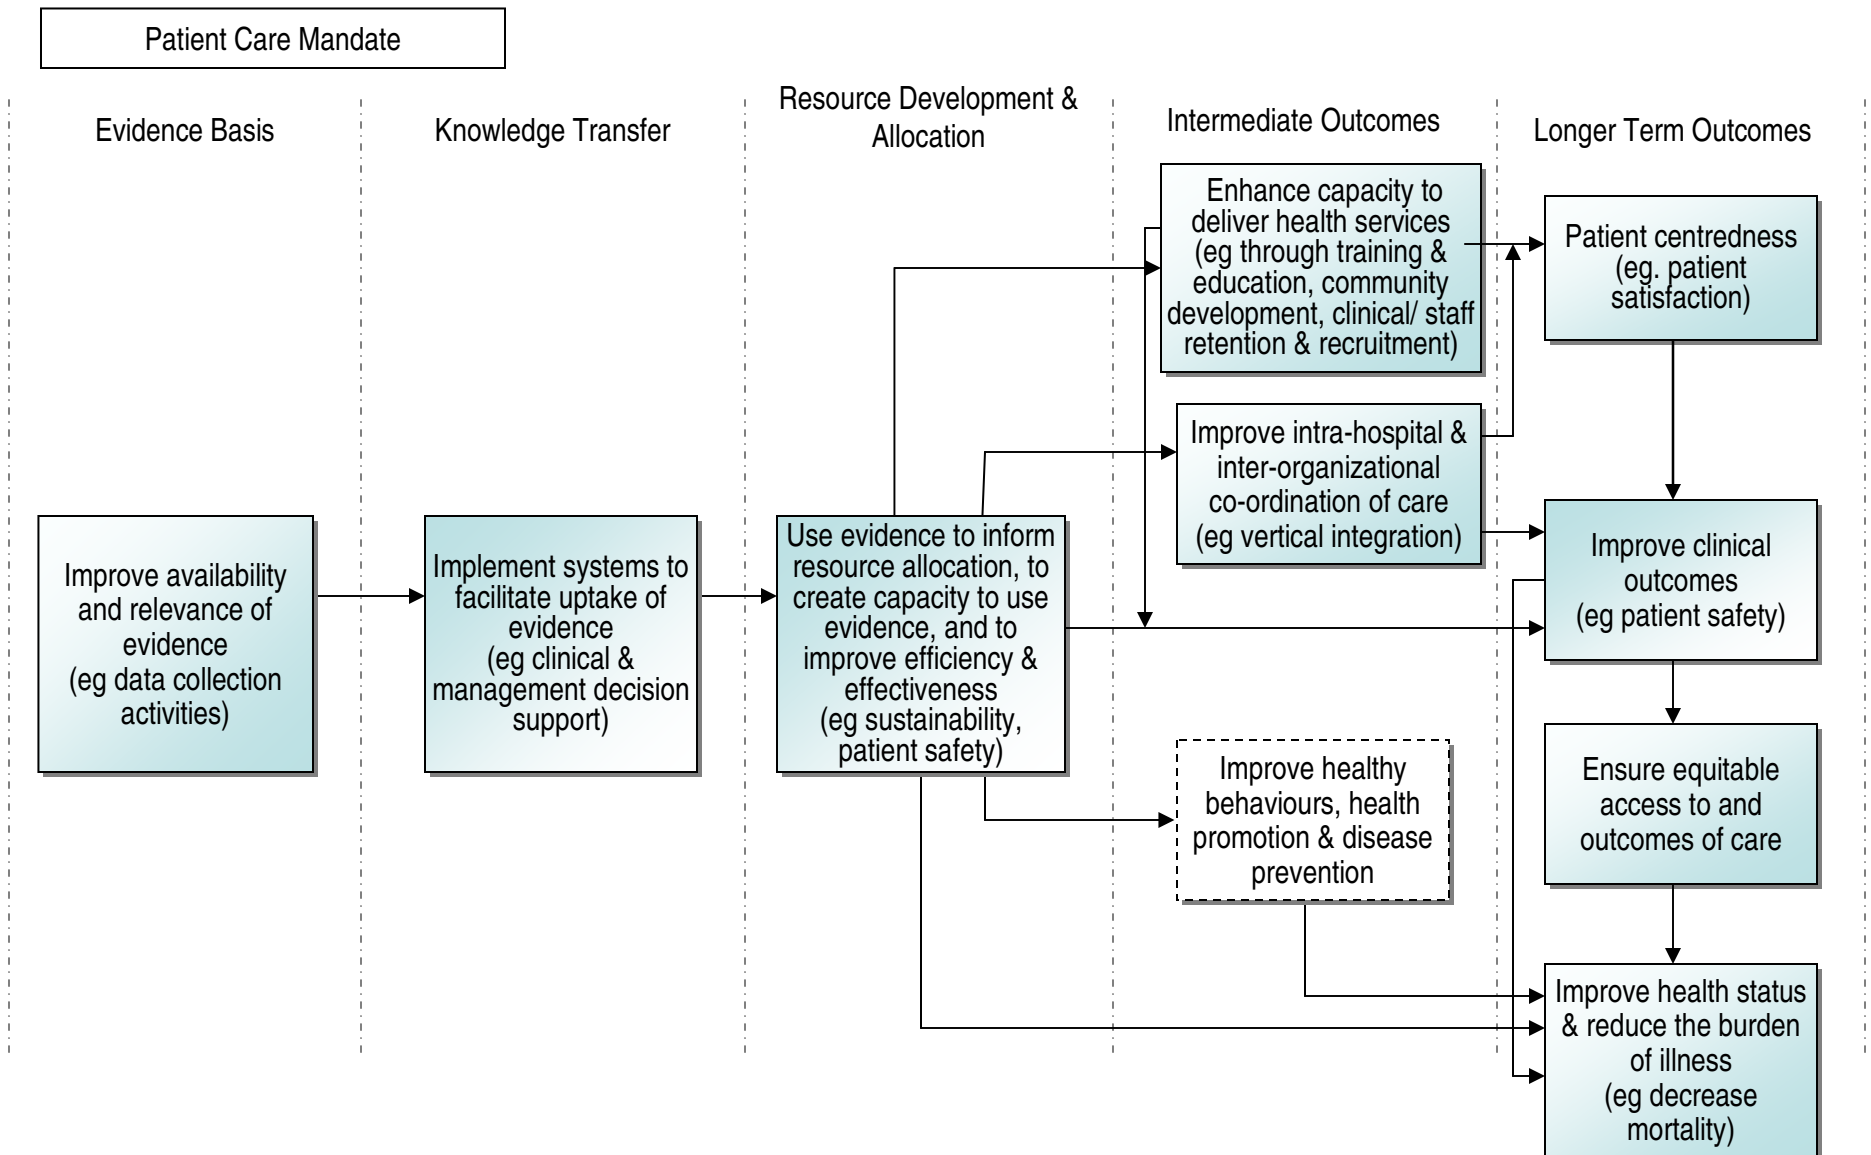 Patient Care Mandate
Evidence Basis
Knowledge Transfer
Resource Development &
Allocation
Intermediate Outcomes
Longer Term Outcomes
Improve availability
and relevance of
evidence
(eg data collection
activities)
Implement systems to
facilitate uptake of
evidence
(eg clinical &
management decision
support)
Use evidence to inform
resource allocation, to
create capacity to use
evidence, and to
improve efficiency &
effectiveness
(eg sustainability,
patient safety)
Enhance capacity to
deliver health services
(eg through training &
education, community
development, clinical/ staff
retention & recruitment)
Improve intra-hospital &
inter-organizational
co-ordination of care
(eg vertical integration)
Improve healthy
behaviours, health
promotion & disease
prevention
Patient centredness
(eg. patient
satisfaction)
Improve clinical
outcomes
(eg patient safety)
Ensure equitable
access to and
outcomes of care
Improve health status
& reduce the burden
of illness
(eg decrease
mortality)